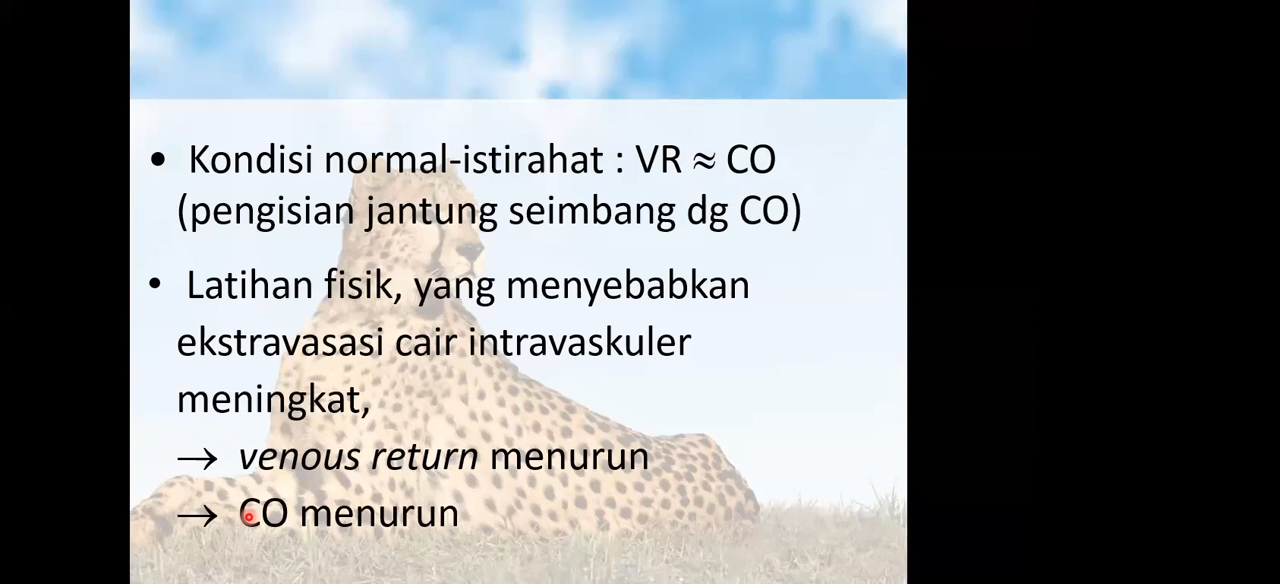 • Kondisi normal-istirahat : VR ≈ CO
(pengisian jantung seimbang dg CO)
• Latihan fisik, yang menyebabkan
ekstravasasi cair intravaskuler
meningkat,
→ venous return menurun
→ CO menurun